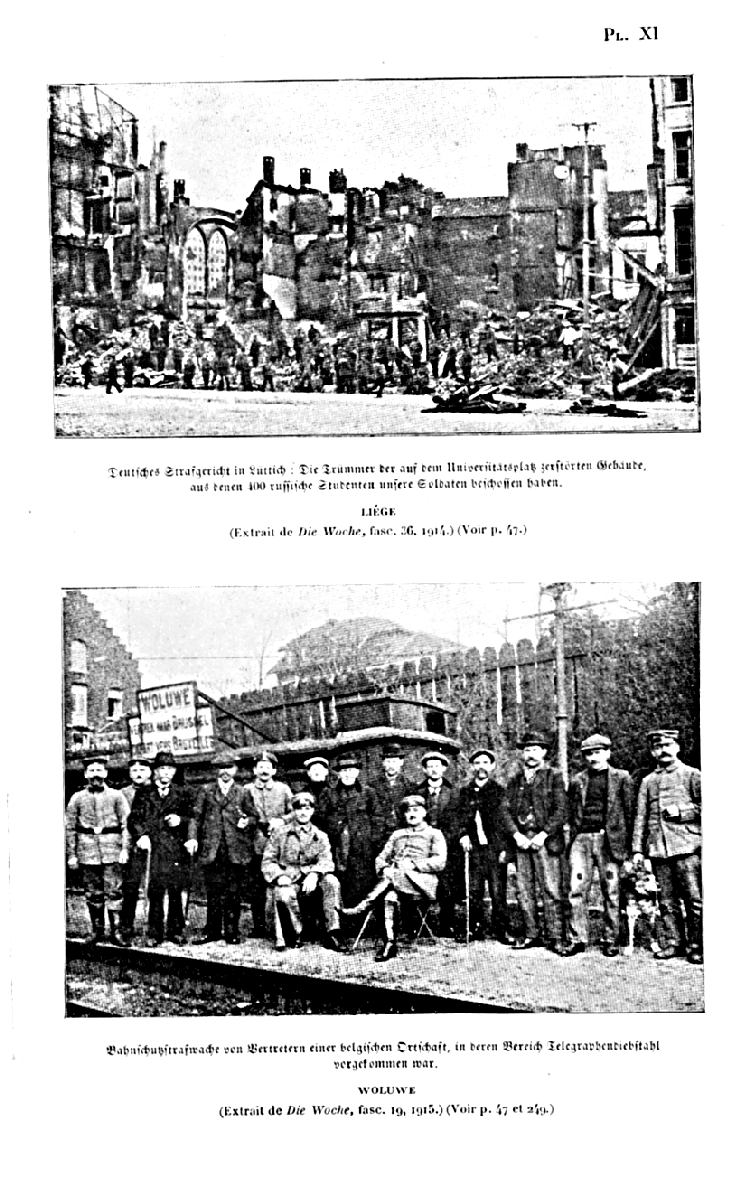 PL. XI
Deutsches Strafgericht in Lüttich: Die Trümmer der auf dem Universitätsplatz zerstörten Gebäude,
aus denen 400 russische Studenten unsere Soldaten beschossen haben.
LIÉGE
(Extrait de Die Woche, fasc. 36, 1914.) (Voir p. 47.)
WOLUWE
NAAR BRUSSEL
VERS BRUXELLES
Bahnschutzstrafwache von Vertretern einer belgischen Ortschaft, in deren Bereich Telegraphendiebstahl
vorgekommen war.
WOLUWE
(Extrait de Die Woche, fasc. 19, 1915.) (Voir p. 47 et 249.)